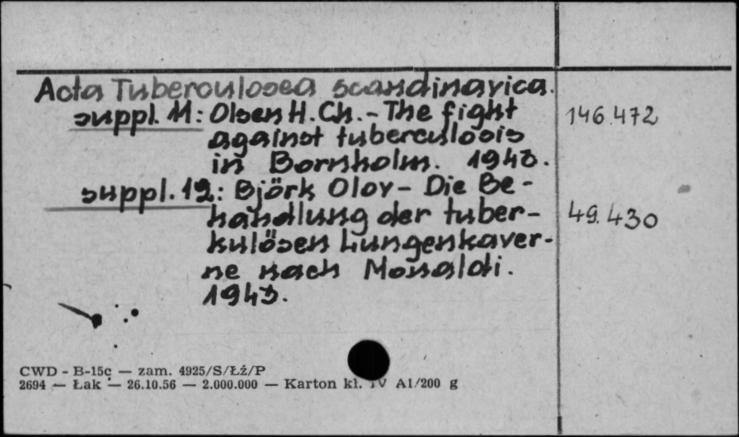 Acta Tuberculosea scandinavica.
suppl. 11: Olsen H. Ch. - The fight 146.472
against tuberculosis
in Bornholm. 1943.
suppl. 12: Björk Olov - Die Be-
handlung der tuber- 49.430
kulösen Lungenkaver-
ne nach Monaldi.
1943.
CWD - B-15c — zam. 4925/S/Łź/P
2694 — Łak — 26.10.56 — 2.000.000 — Karton kl. IV A1/200 g